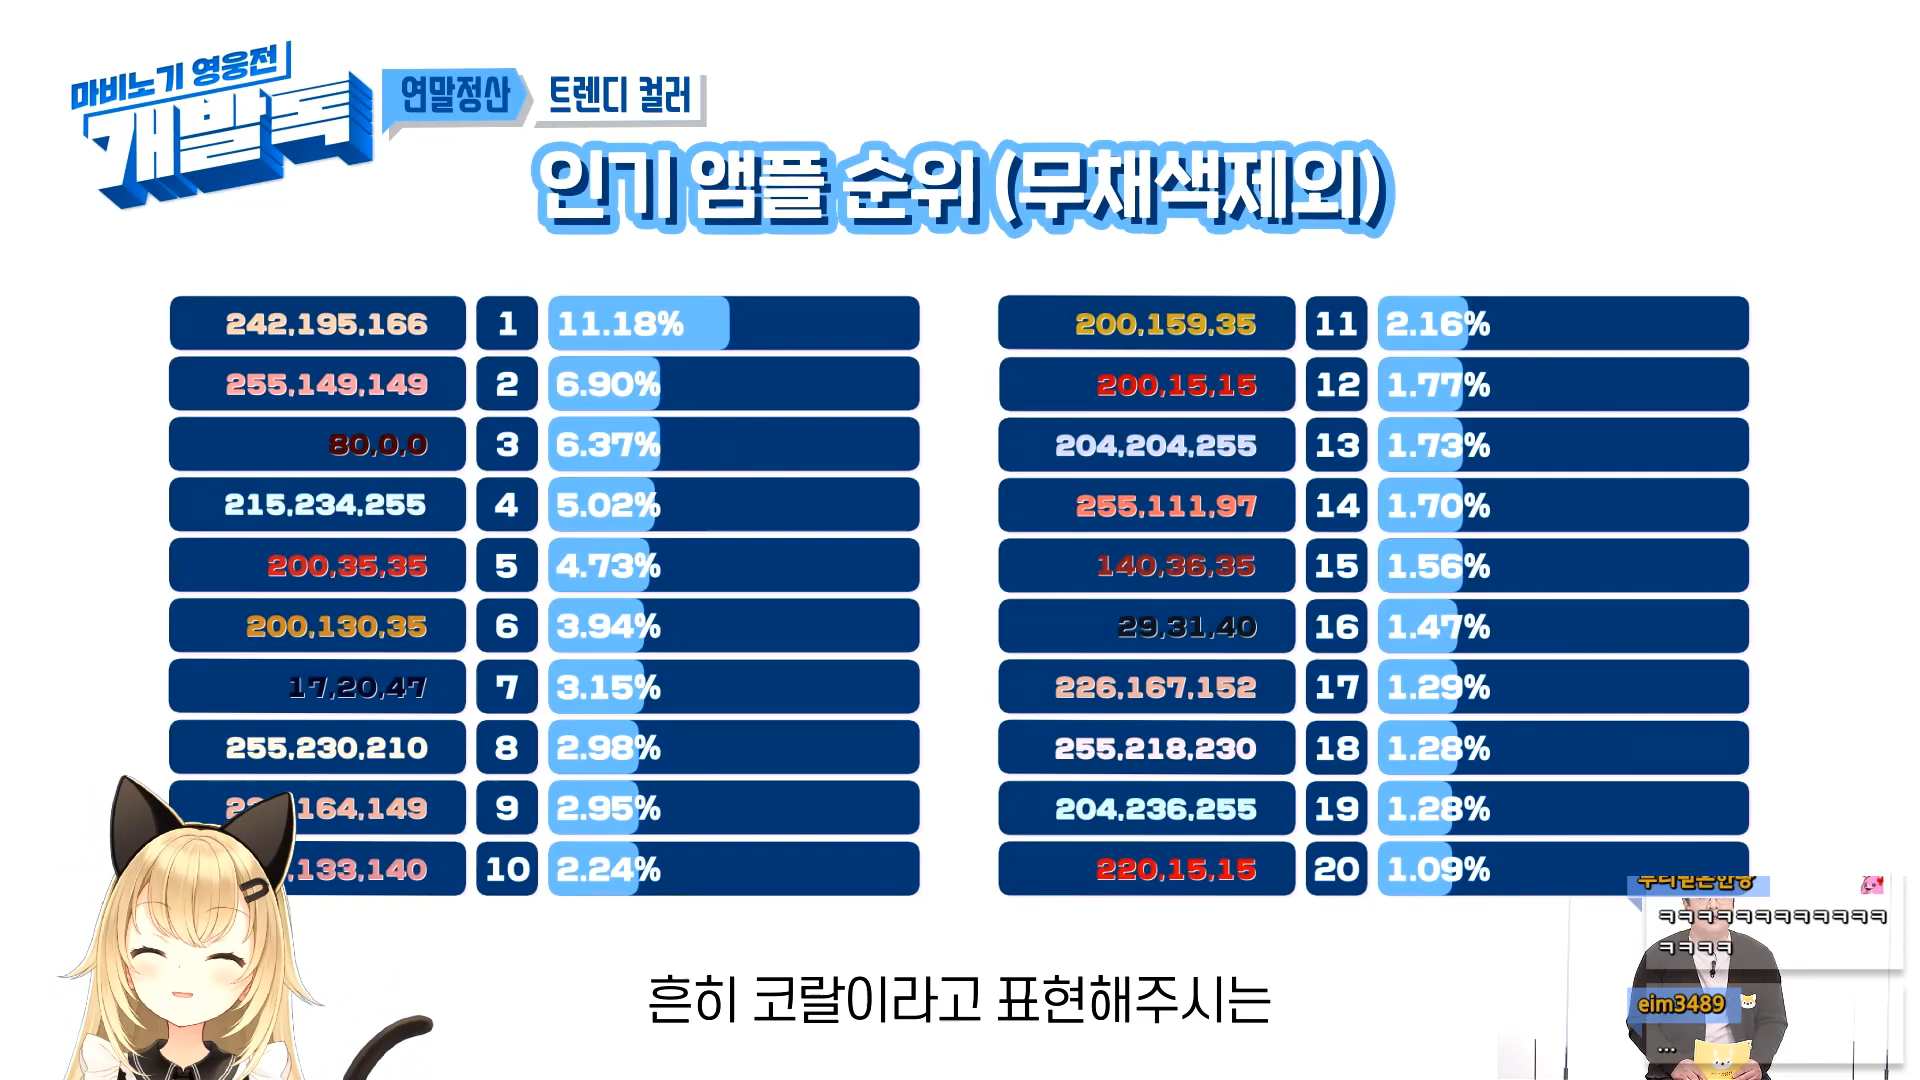 마비노기 영웅전
개발톡
연말정산
트렌디 컬러
인기 앰플 순위 (무채색제외)
242,195,166 1 11.18%
255,149,149 2 6.90%
80,0,0 3 6.37%
215,234,255 4 5.02%
200,35,35 5 4.73%
200,130,35 6 3.94%
17,20,47 7 3.15%
255,230,210 8 2.98%
164,149 9 2.95%
,133,140 10 2.24%
200,159,35 11 2.16%
200,15,15 12 1.77%
204,204,255 13 1.73%
255,111,97 14 1.70%
140,36,35 15 1.56%
29,31,40 16 1.47%
226,167,152 17 1.29%
255,218,230 18 1.28%
204,236,255 19 1.28%
220,15,15 20 1.09%
ㅋㅋㅋㅋㅋㅋㅋㅋㅋㅋㅋㅋ
ㅋㅋㅋㅋ
eim3489
...
흔히 코랄이라고 표현해주시는